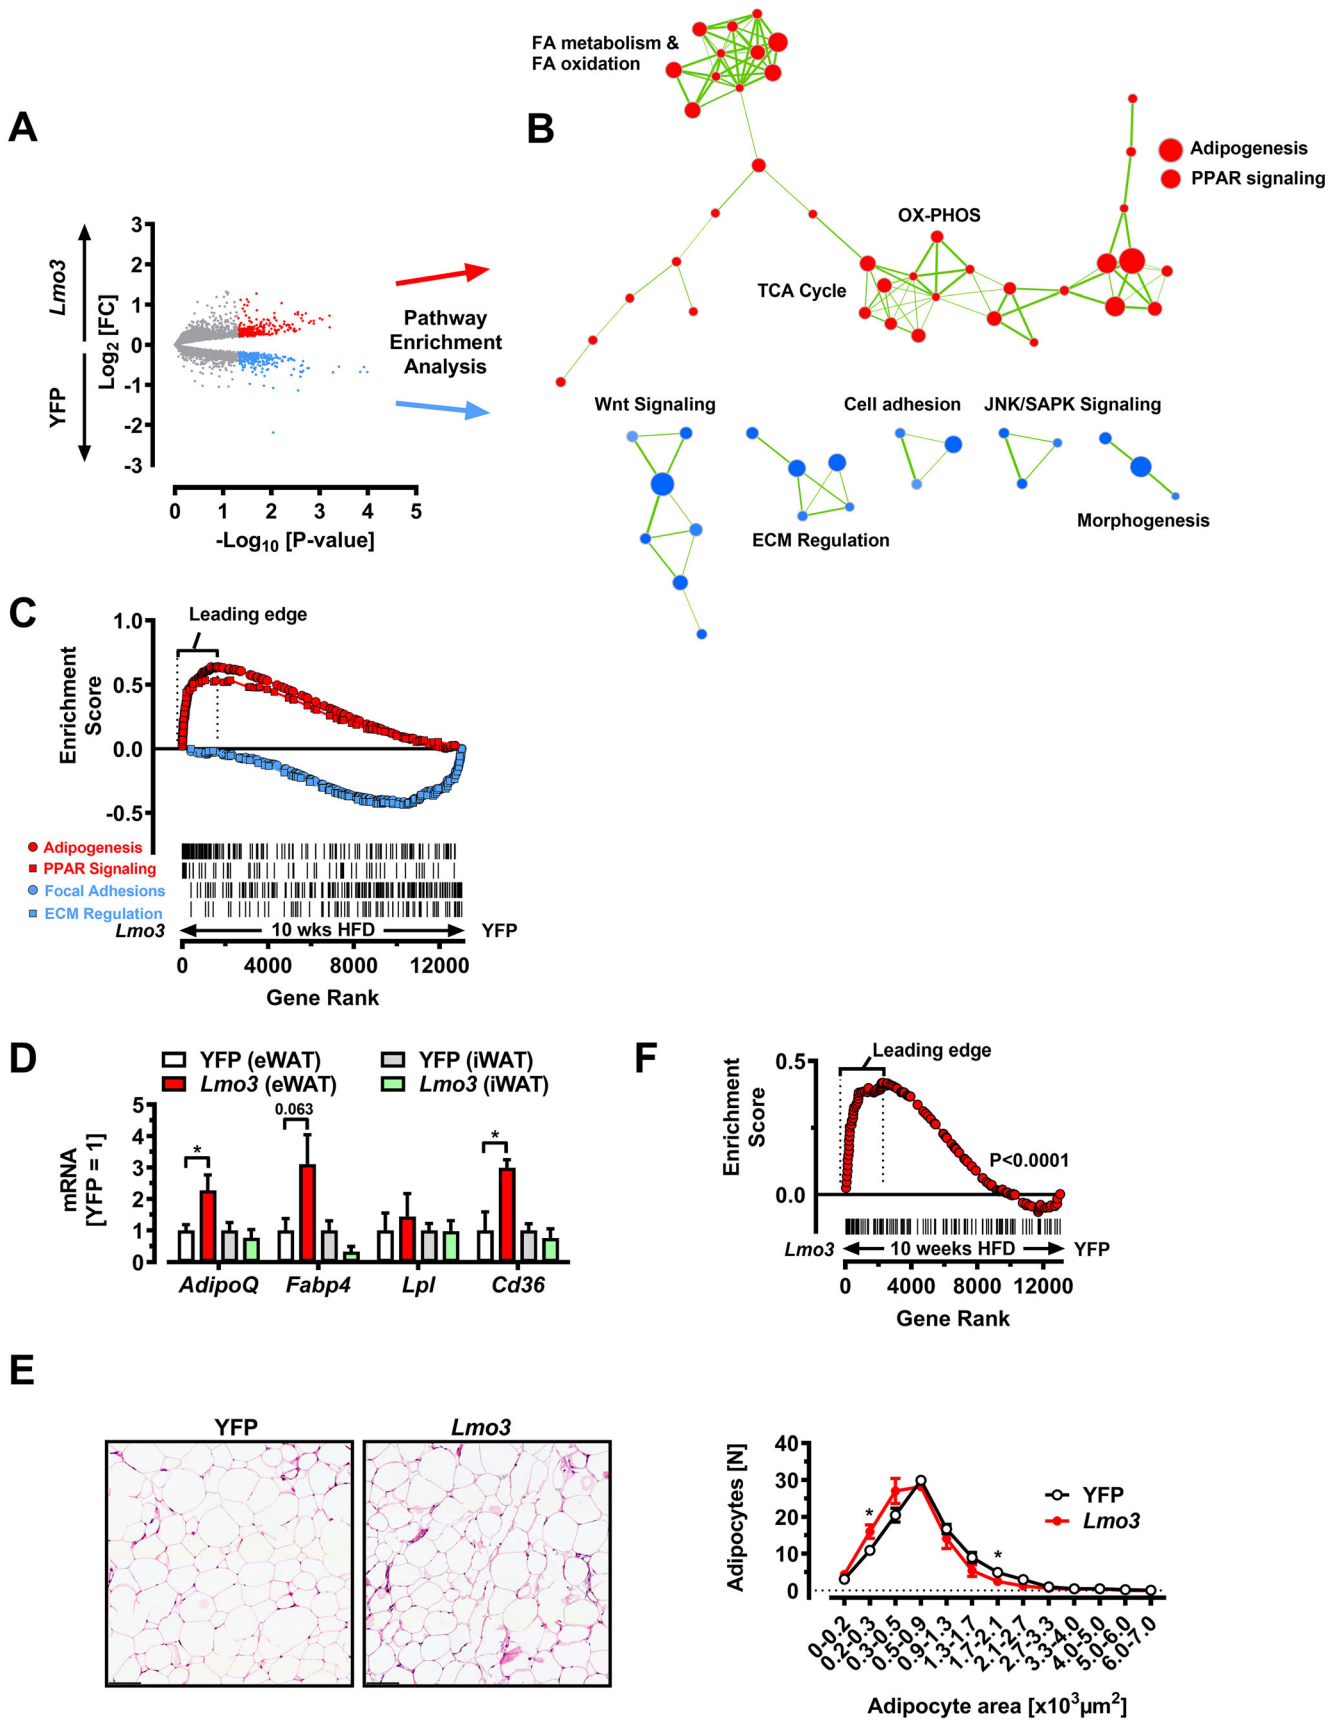 A
Lmo3
YFP
Log2 [FC]
3
2
1
0
-1
-2
-3
0 1 2 3 4 5
-Log10 [P-value]
Pathway
Enrichment
Analysis
B
FA metabolism &
FA oxidation
Adipogenesis
PPAR signaling
OX-PHOS
TCA Cycle
Wnt Signaling
Cell adhesion
JNK/SAPK Signaling
ECM Regulation
Morphogenesis
C
Leading edge
Enrichment
Score
1.0
0.5
0.0
-0.5
Adipogenesis
PPAR Signaling
Focal Adhesions
ECM Regulation
Lmo3 10 wks HFD YFP
0 4000 8000 12000
Gene Rank
D
YFP (eWAT)
YFP (iWAT)
Lmo3 (eWAT)
Lmo3 (iWAT)
mRNA
[YFP = 1]
5
4
3
2
1
0
*
0.063
*
AdipoQ Fabp4 Lpl Cd36
F
Leading edge
Enrichment
Score
0.5
0.0
P<0.0001
Lmo3 10 weeks HFD YFP
0 4000 8000 12000
Gene Rank
E
YFP
Lmo3
Adipocytes [N]
40
30
20
10
0
*
*
YFP
Lmo3
0-0.2
0.2-0.3
0.3-0.5
0.5-0.9
0.9-1.3
1.3-1.7
1.7-2.1
2.1-2.7
2.7-3.3
3.3-4.0
4.0-5.0
5.0-6.0
6.0-7.0
Adipocyte area [x10³µm²]